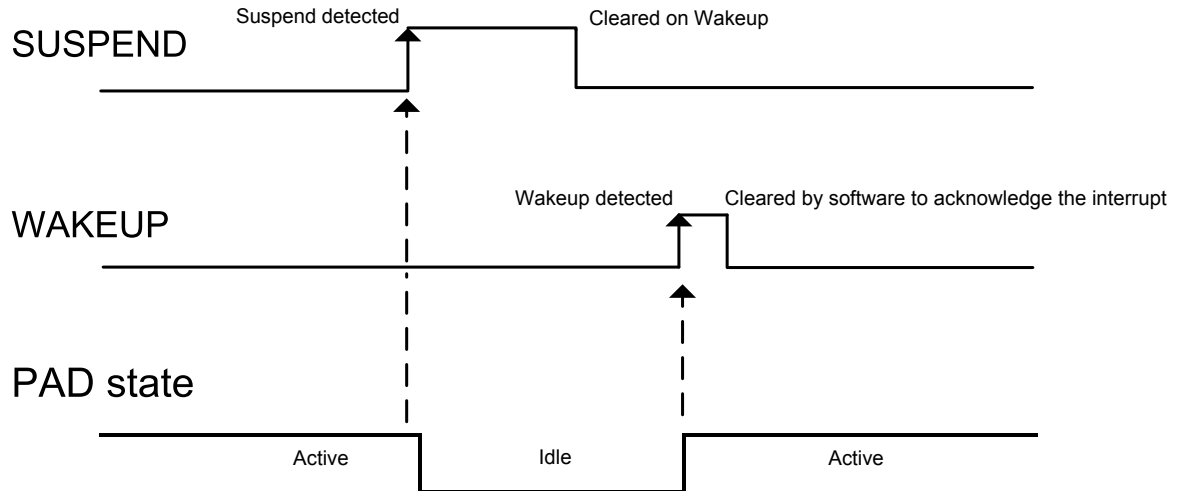 Suspend detected
Cleared on Wakeup
SUSPEND
Wakeup detected
Cleared by software to acknowledge the interrupt
WAKEUP
PAD state
Active
Idle
Active